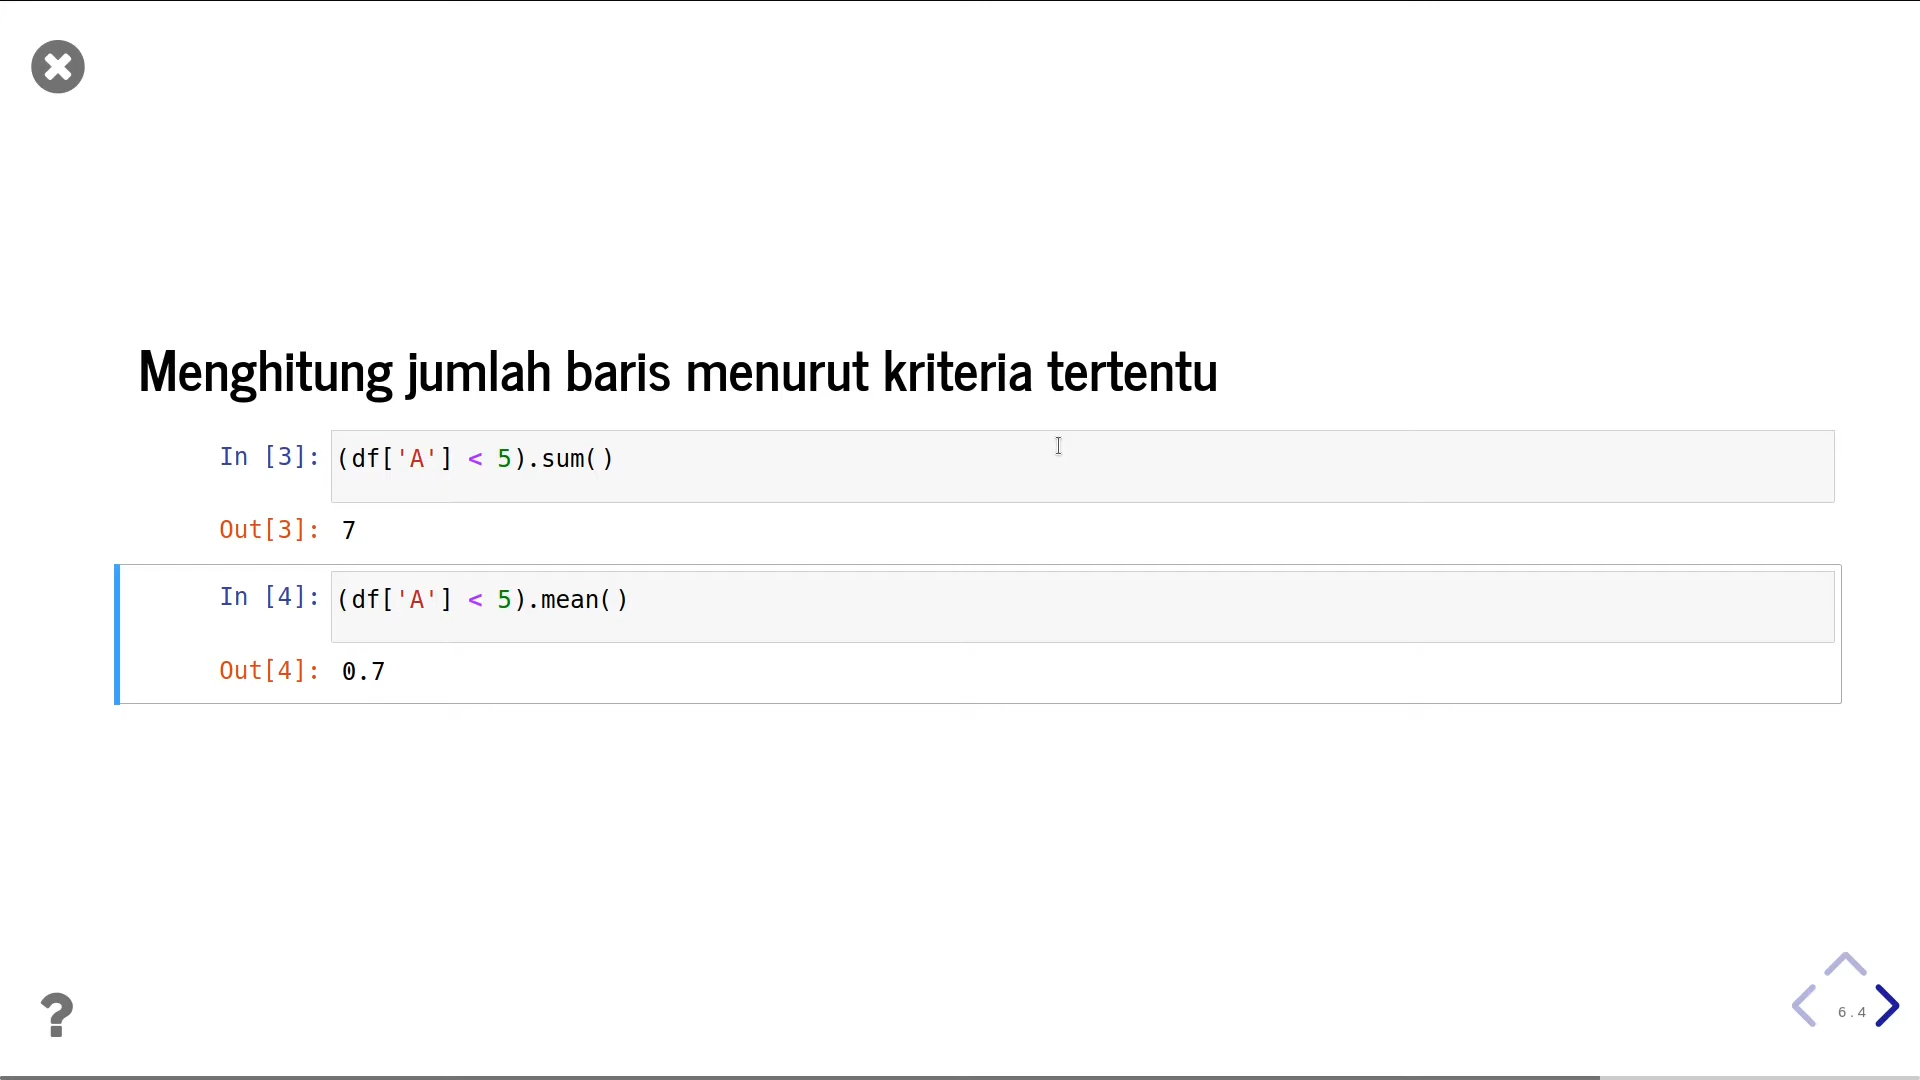 Menghitung jumlah baris menurut kriteria tertentu
In [3]: (df['A'] < 5).sum()
Out[3]: 7
In [4]: (df['A'] < 5).mean()
Out[4]: 0.7
?
6.4